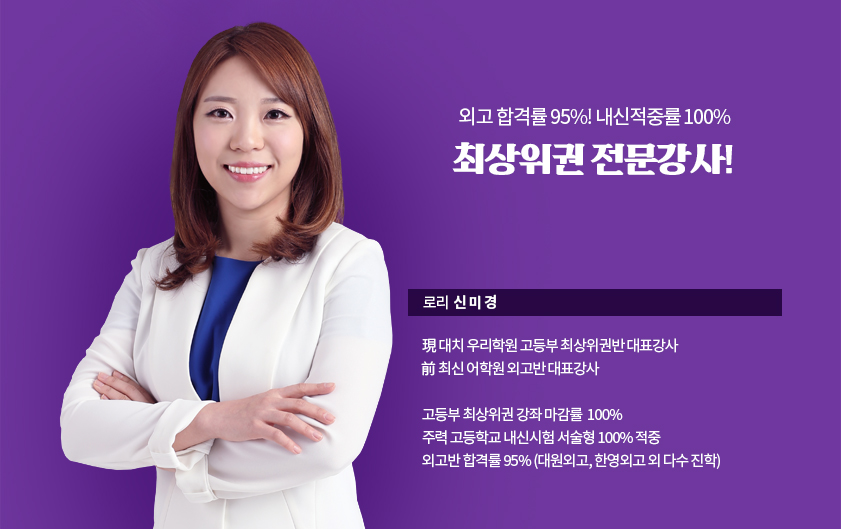 외고 합격률 95%! 내신적중률 100%
최상위권 전문강사!
로리 신미경
現 대치 우리학원 고등부 최상위권반 대표강사
前 최신 어학원 외고반 대표강사
고등부 최상위권 강좌 마감률 100%
주력 고등학교 내신시험 서술형 100% 적중
외고반 합격률 95% (대원외고, 한영외고 외 다수 진학)